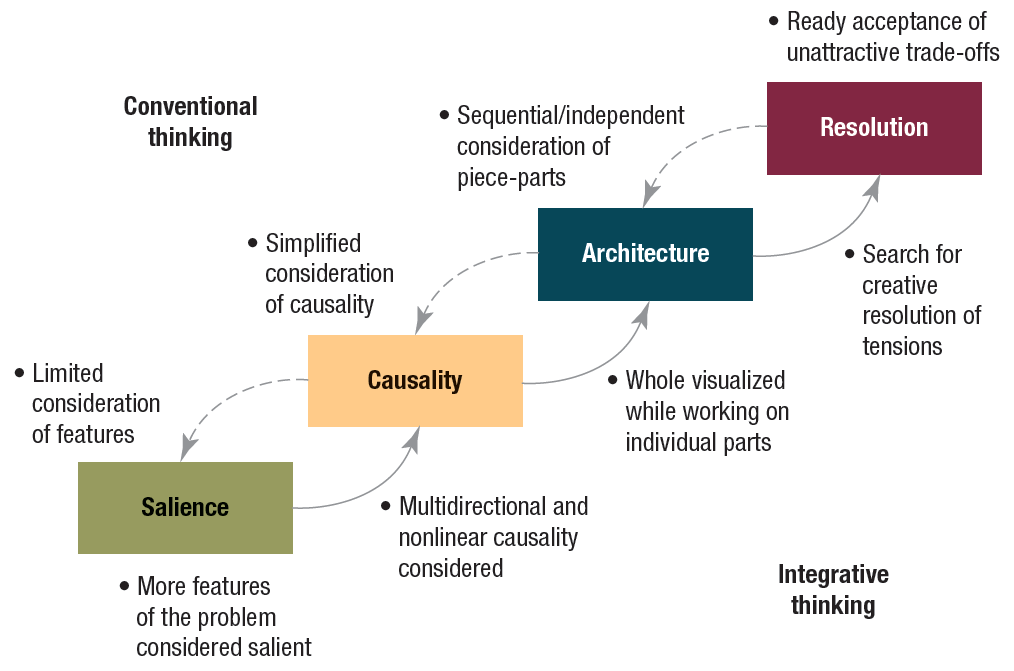 • Ready acceptance of
unattractive trade-offs
Conventional
thinking
• Sequential/independent
consideration of
piece-parts
Resolution
• Simplified
consideration
of causality
Architecture
• Search for
creative
resolution of
tensions
• Limited
consideration
of features
Causality
• Whole visualized
while working on
individual parts
Salience
• Multidirectional and
nonlinear causality
considered
• More features
of the problem
considered salient
Integrative
thinking